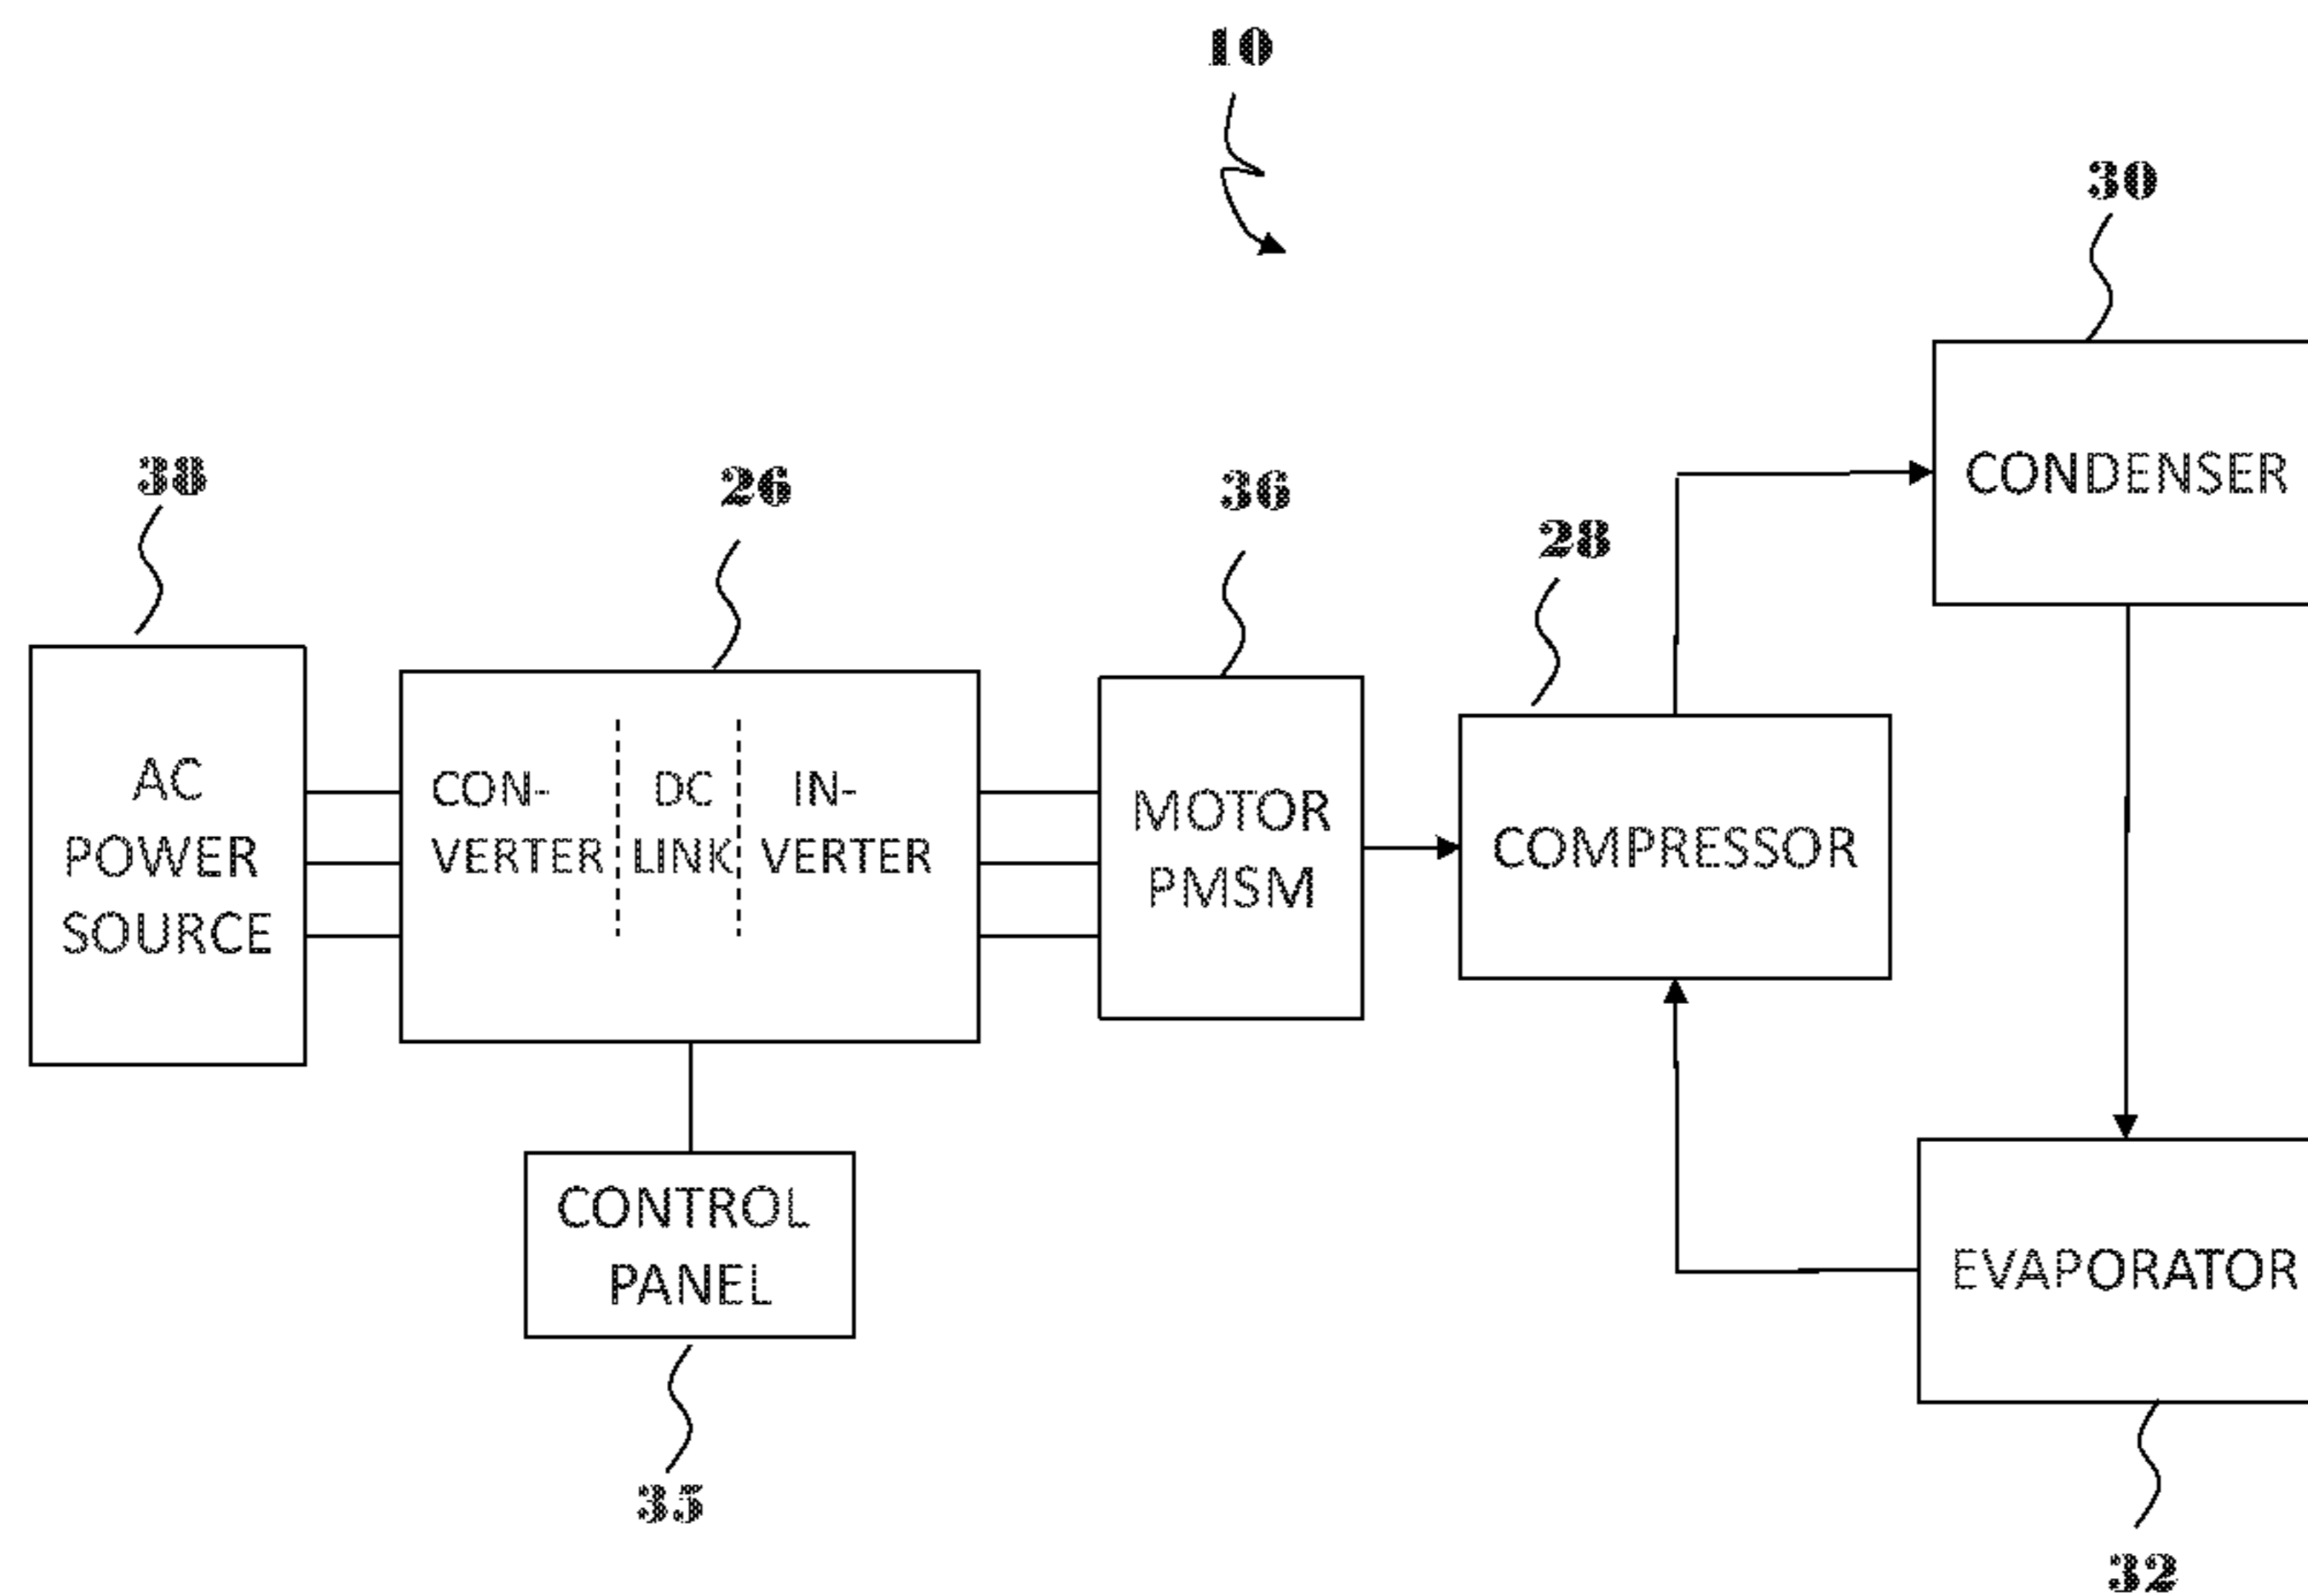 10
30
38
26
36
28
CONDENSER
AC
POWER
SOURCE
CON-
VERTER
DC
LINK
IN-
VERTER
MOTOR
PMSM
COMPRESSOR
CONTROL
PANEL
EVAPORATOR
35
32